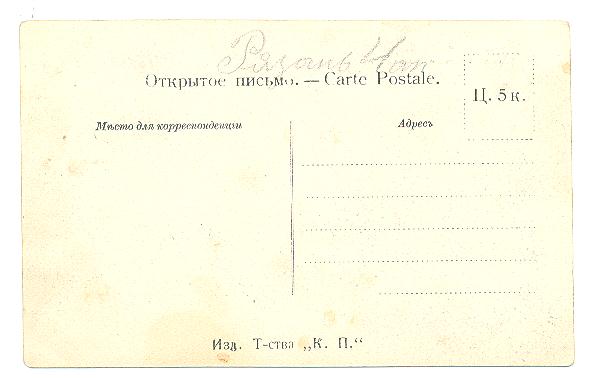 Рязань
Открытое письмо. — Carte Postale.
Ц. 5 к.
Мѣсто для корреспонденціи
Адресъ
Изд. Т-ства „К. П.“